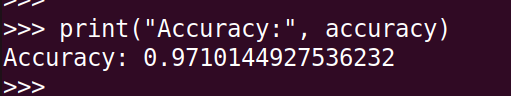 >>>
>>> print("Accuracy:", accuracy)
Accuracy: 0.9710144927536232
>>>